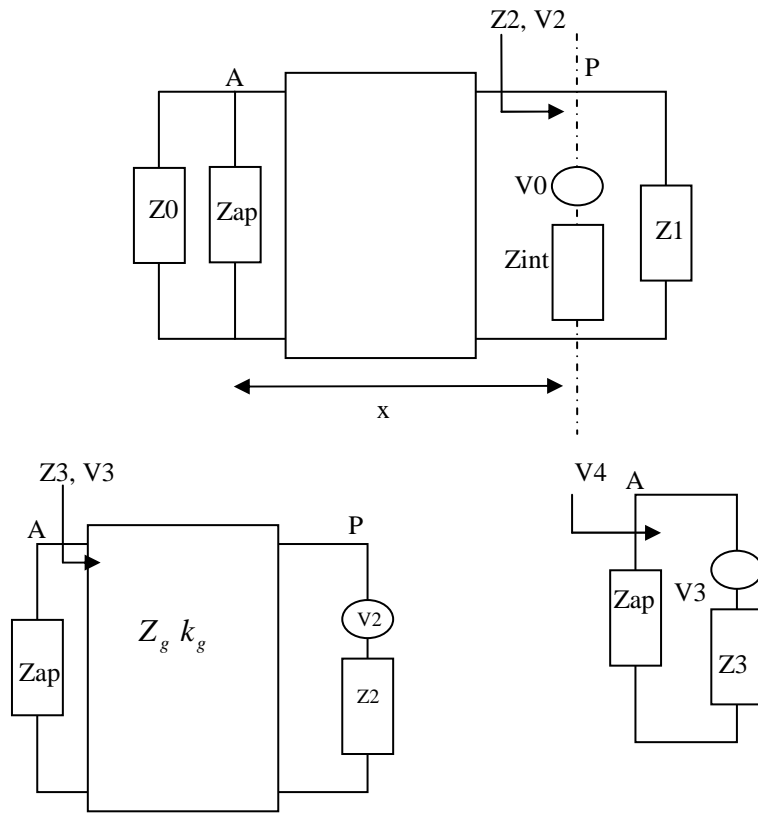 Z2, V2
P
A
V0
Z0
Zap
Z1
Zint
x
Z3, V3
A
P
V4
A
V2
Zap
V3
Z_g k_g
Zap
Z2
Z3